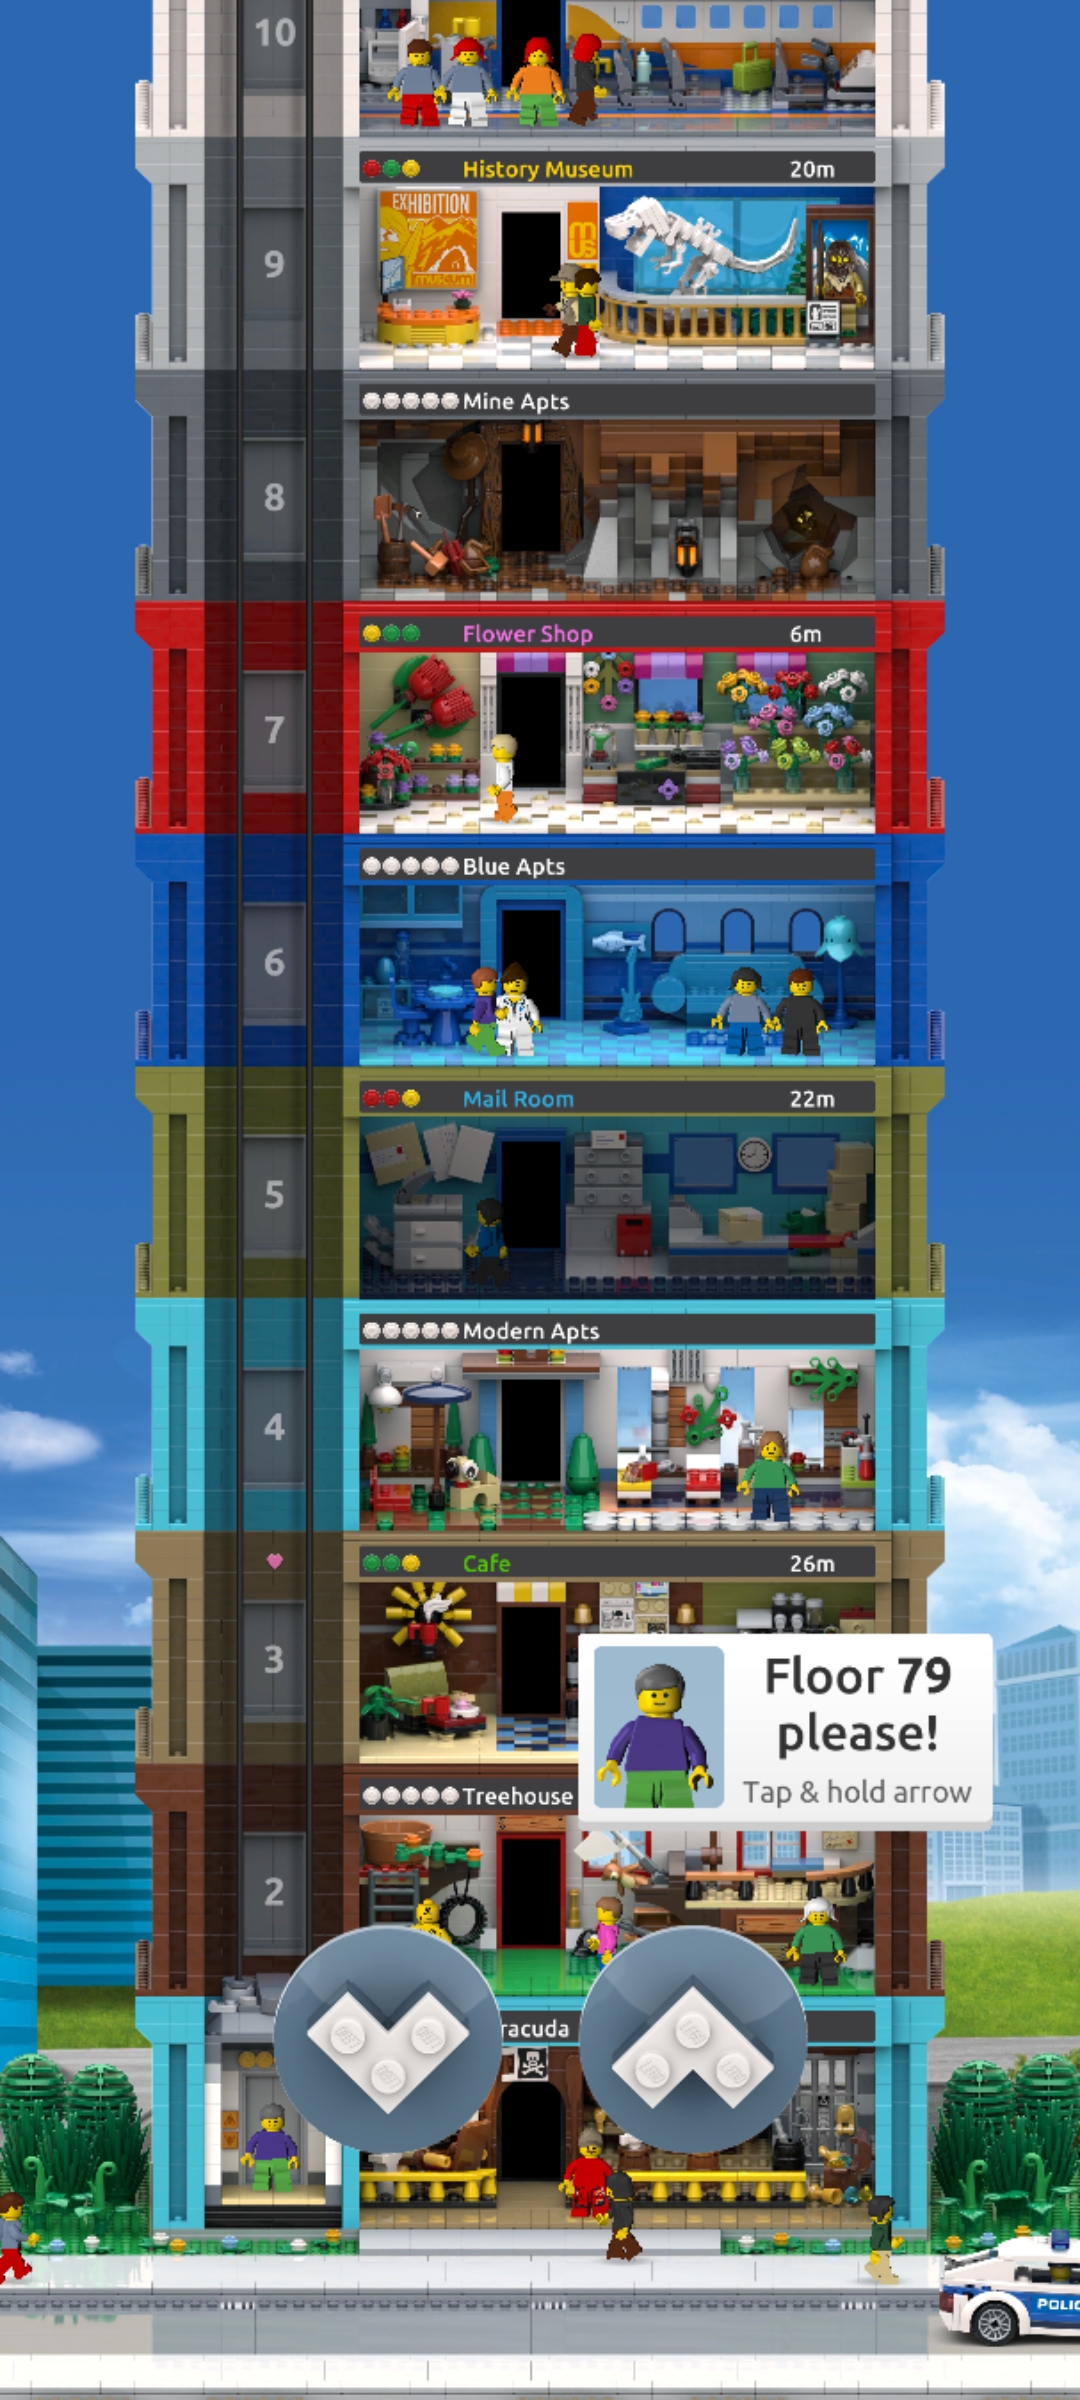 10
History Museum 20m
EXHIBITION
museum
9
Mine Apts
8
Flower Shop 6m
7
Blue Apts
6
Mail Room 22m
5
Modern Apts
4
Cafe 26m
3
Floor 79
please!
Tap & hold arrow
Treehouse
2
racuda
POLIC